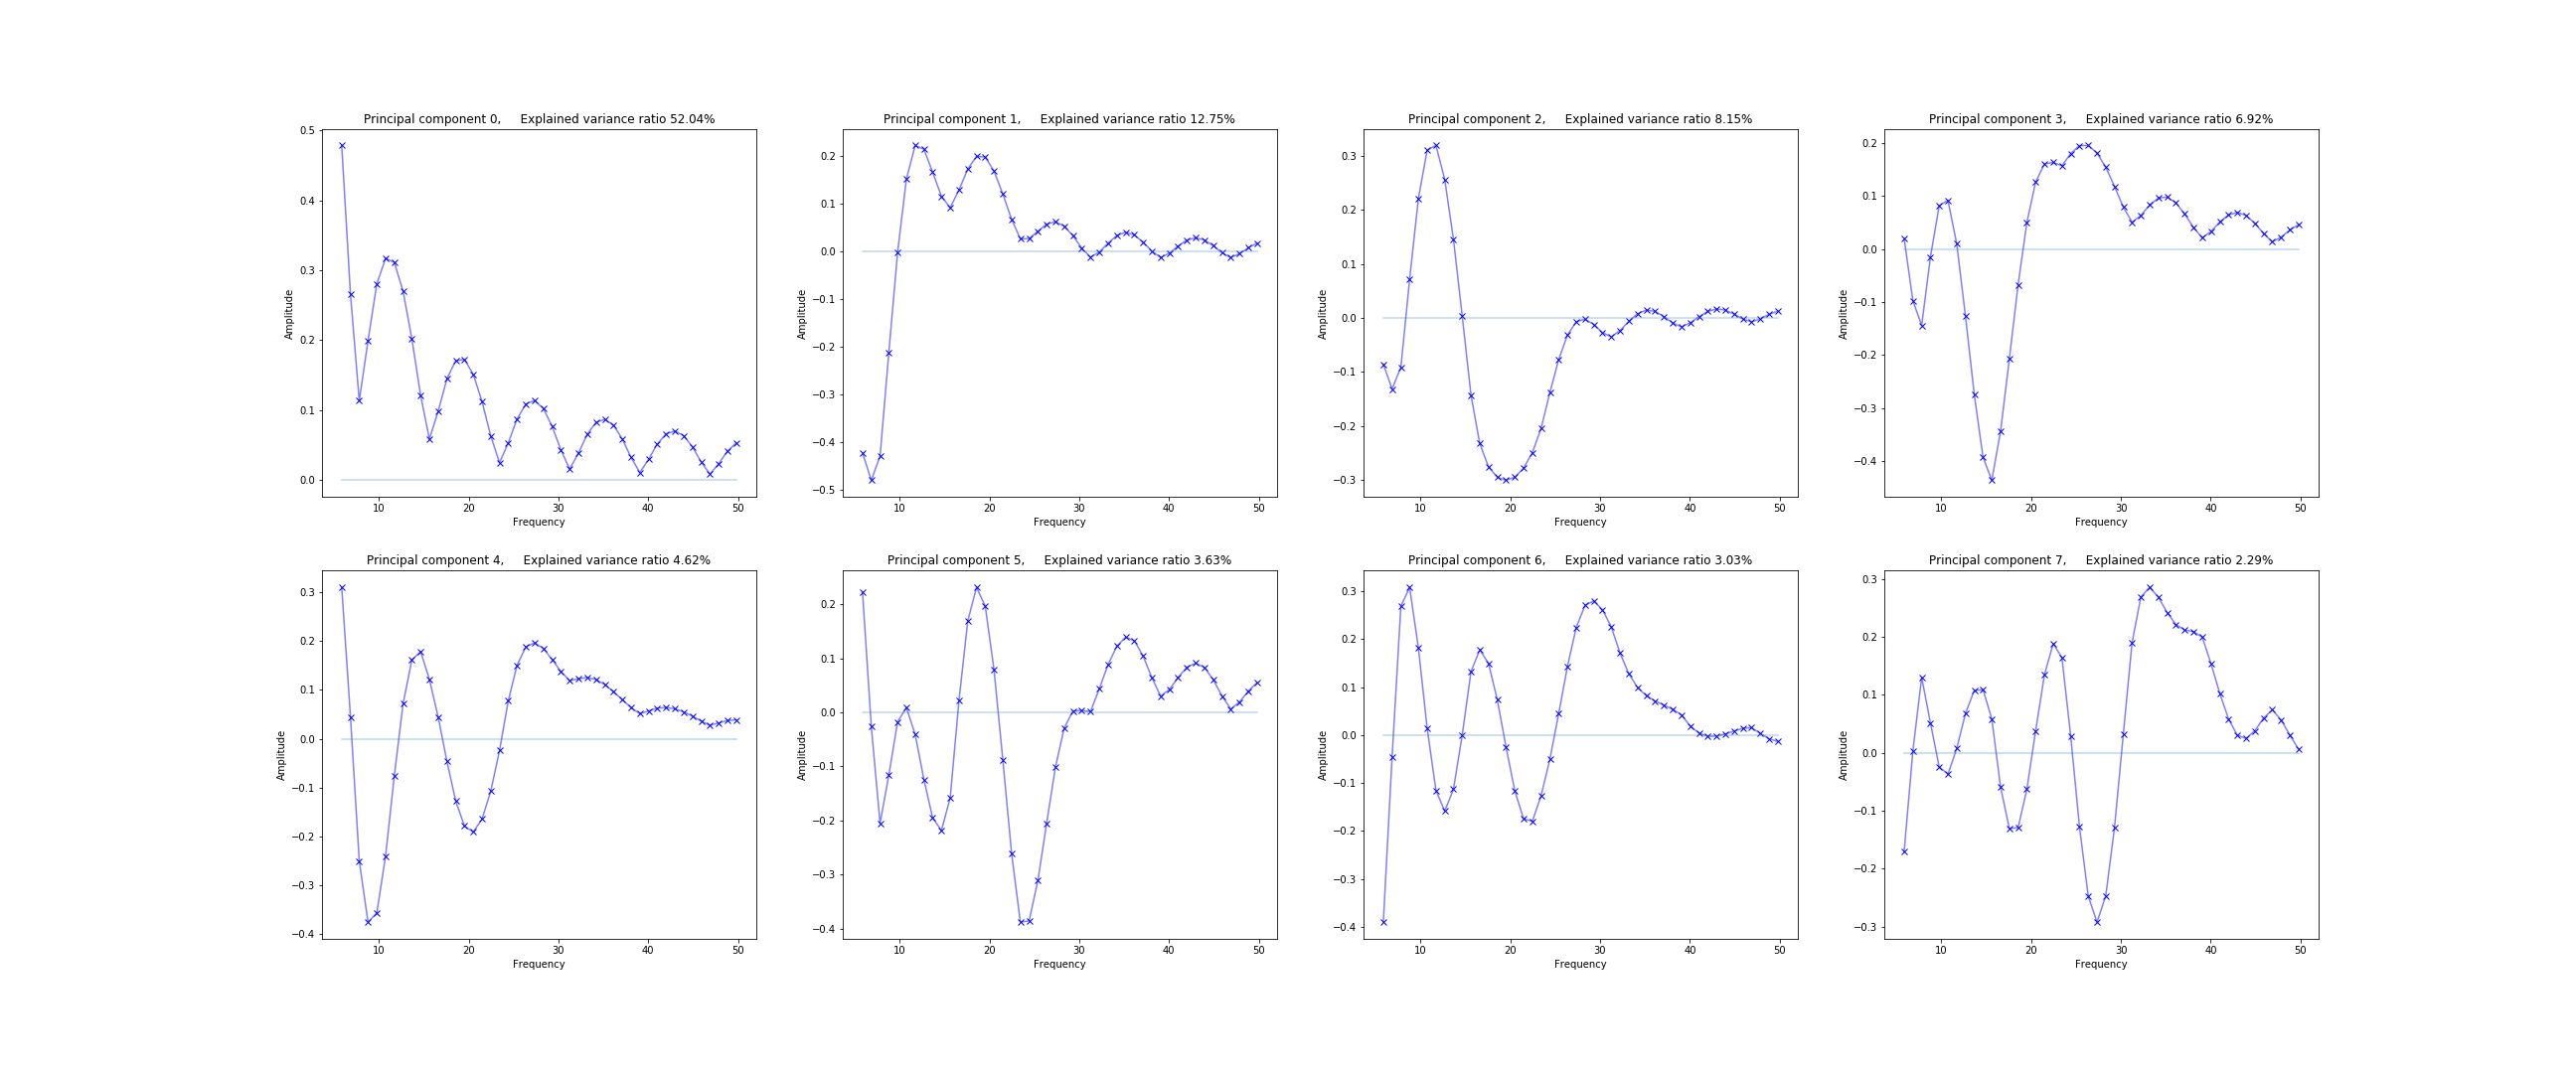 Principal component 0, Explained variance ratio 52.04%
0.5
0.4
0.3
0.2
0.1
0.0
Amplitude
10 20 30 40 50
Frequency
Principal component 1, Explained variance ratio 12.75%
0.2
0.1
0.0
−0.1
−0.2
−0.3
−0.4
−0.5
Amplitude
10 20 30 40 50
Frequency
Principal component 2, Explained variance ratio 8.15%
0.3
0.2
0.1
0.0
−0.1
−0.2
−0.3
Amplitude
10 20 30 40 50
Frequency
Principal component 3, Explained variance ratio 6.92%
0.2
0.1
0.0
−0.1
−0.2
−0.3
−0.4
Amplitude
10 20 30 40 50
Frequency
Principal component 4, Explained variance ratio 4.62%
0.3
0.2
0.1
0.0
−0.1
−0.2
−0.3
−0.4
Amplitude
10 20 30 40 50
Frequency
Principal component 5, Explained variance ratio 3.63%
0.2
0.1
0.0
−0.1
−0.2
−0.3
−0.4
Amplitude
10 20 30 40 50
Frequency
Principal component 6, Explained variance ratio 3.03%
0.3
0.2
0.1
0.0
−0.1
−0.2
−0.3
−0.4
Amplitude
10 20 30 40 50
Frequency
Principal component 7, Explained variance ratio 2.29%
0.3
0.2
0.1
0.0
−0.1
−0.2
−0.3
Amplitude
10 20 30 40 50
Frequency